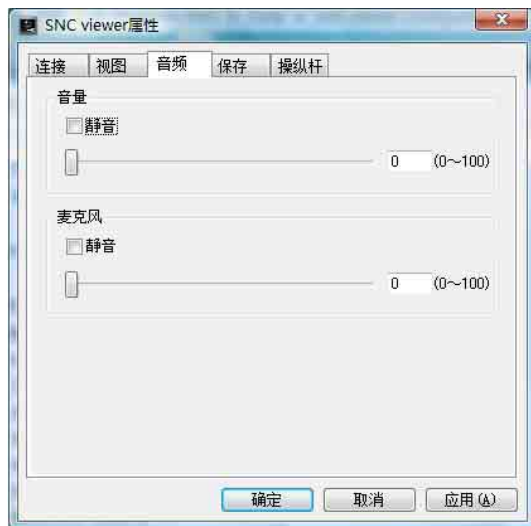 SNC viewer属性
连接 视图 音频 保存 操纵杆
音量
静音
0 (0～100)
麦克风
静音
0 (0～100)
确定 取消 应用(A)